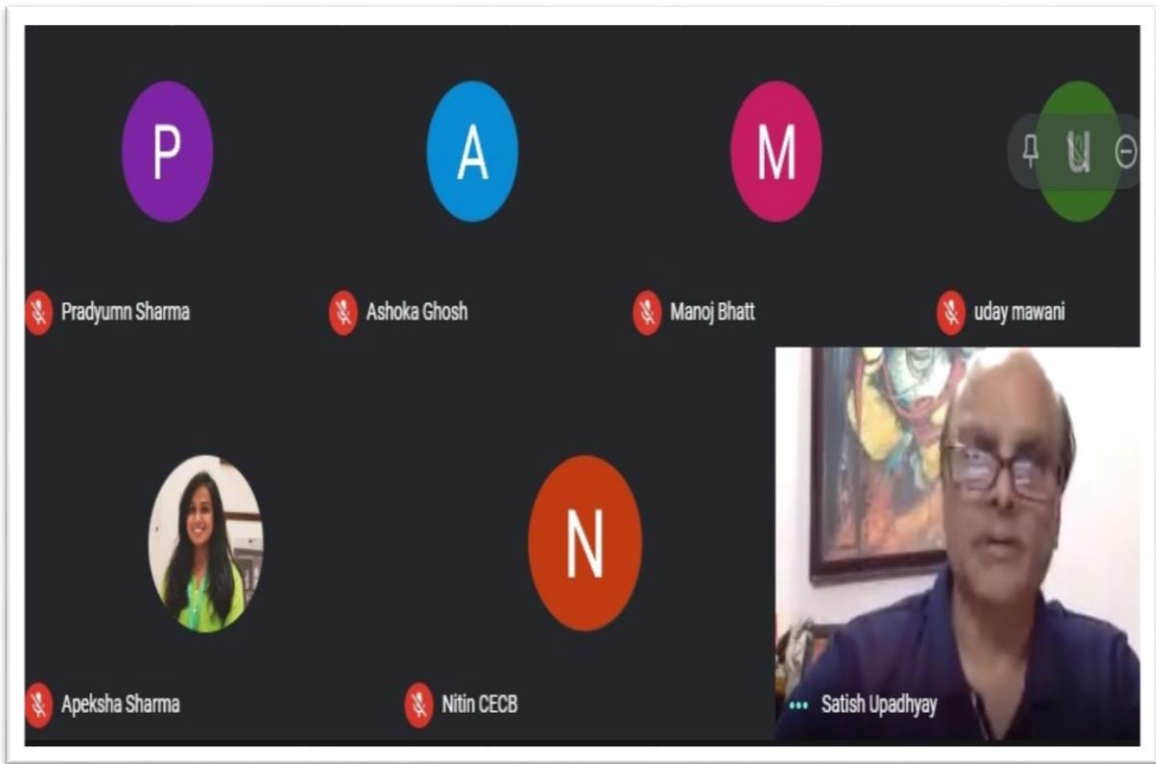 P
A
M
u
Pradyumn Sharma
Ashoka Ghosh
Manoj Bhatt
uday mawani
N
Apeksha Sharma
Nitin CECB
Satish Upadhyay